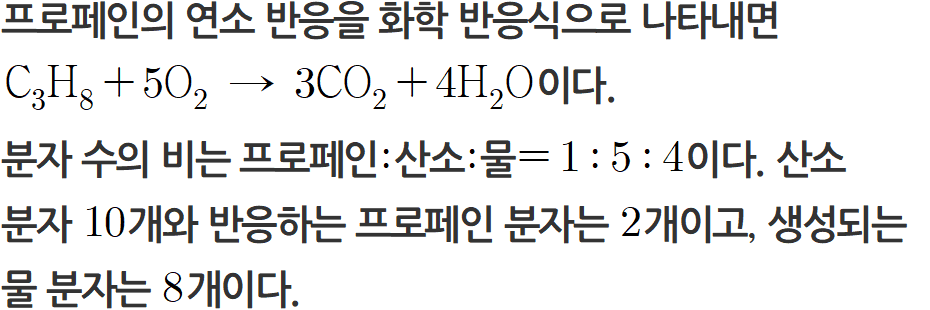 프로페인의 연소 반응을 화학 반응식으로 나타내면
C₃H₈ + 5O₂ → 3CO₂ + 4H₂O이다.
분자 수의 비는 프로페인:산소:물= 1 : 5 : 4이다. 산소
분자 10개와 반응하는 프로페인 분자는 2개이고, 생성되는
물 분자는 8개이다.